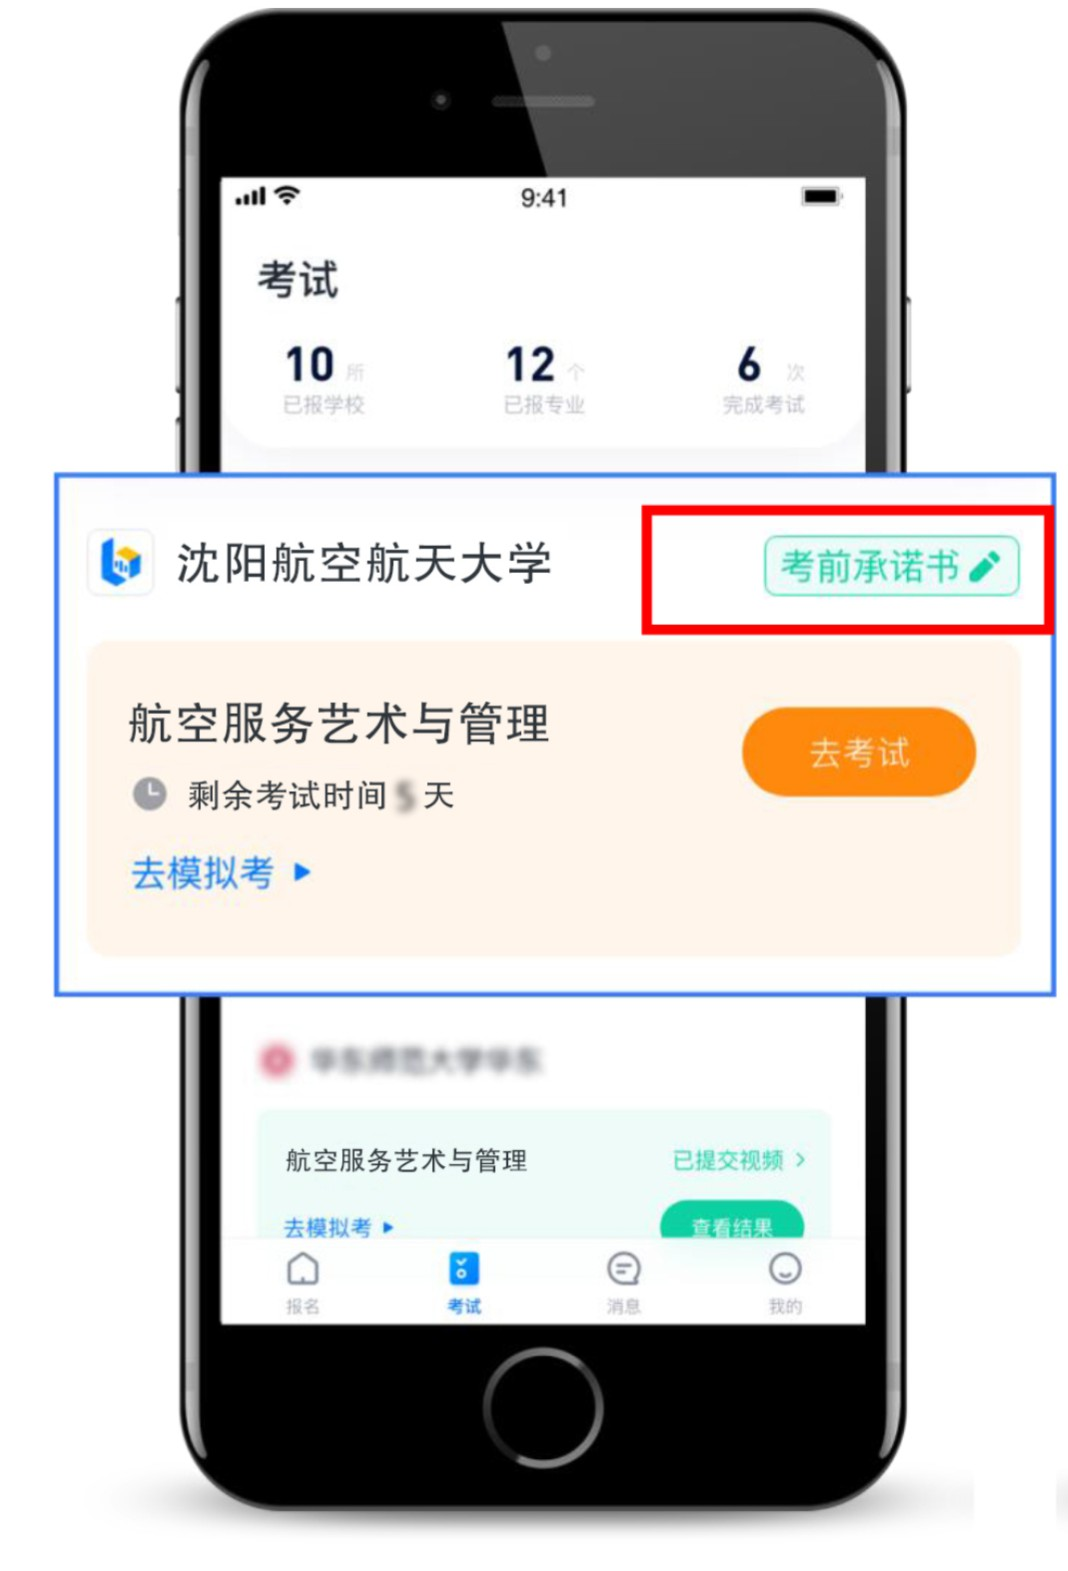 9:41
考试
10 所
12 个
6 次
已报学校
已报专业
完成考试
沈阳航空航天大学
考前承诺书
航空服务艺术与管理
去考试
剩余考试时间 天
去模拟考
航空服务艺术与管理
已提交视频
去模拟考
查看结果
报名
考试
消息
我的